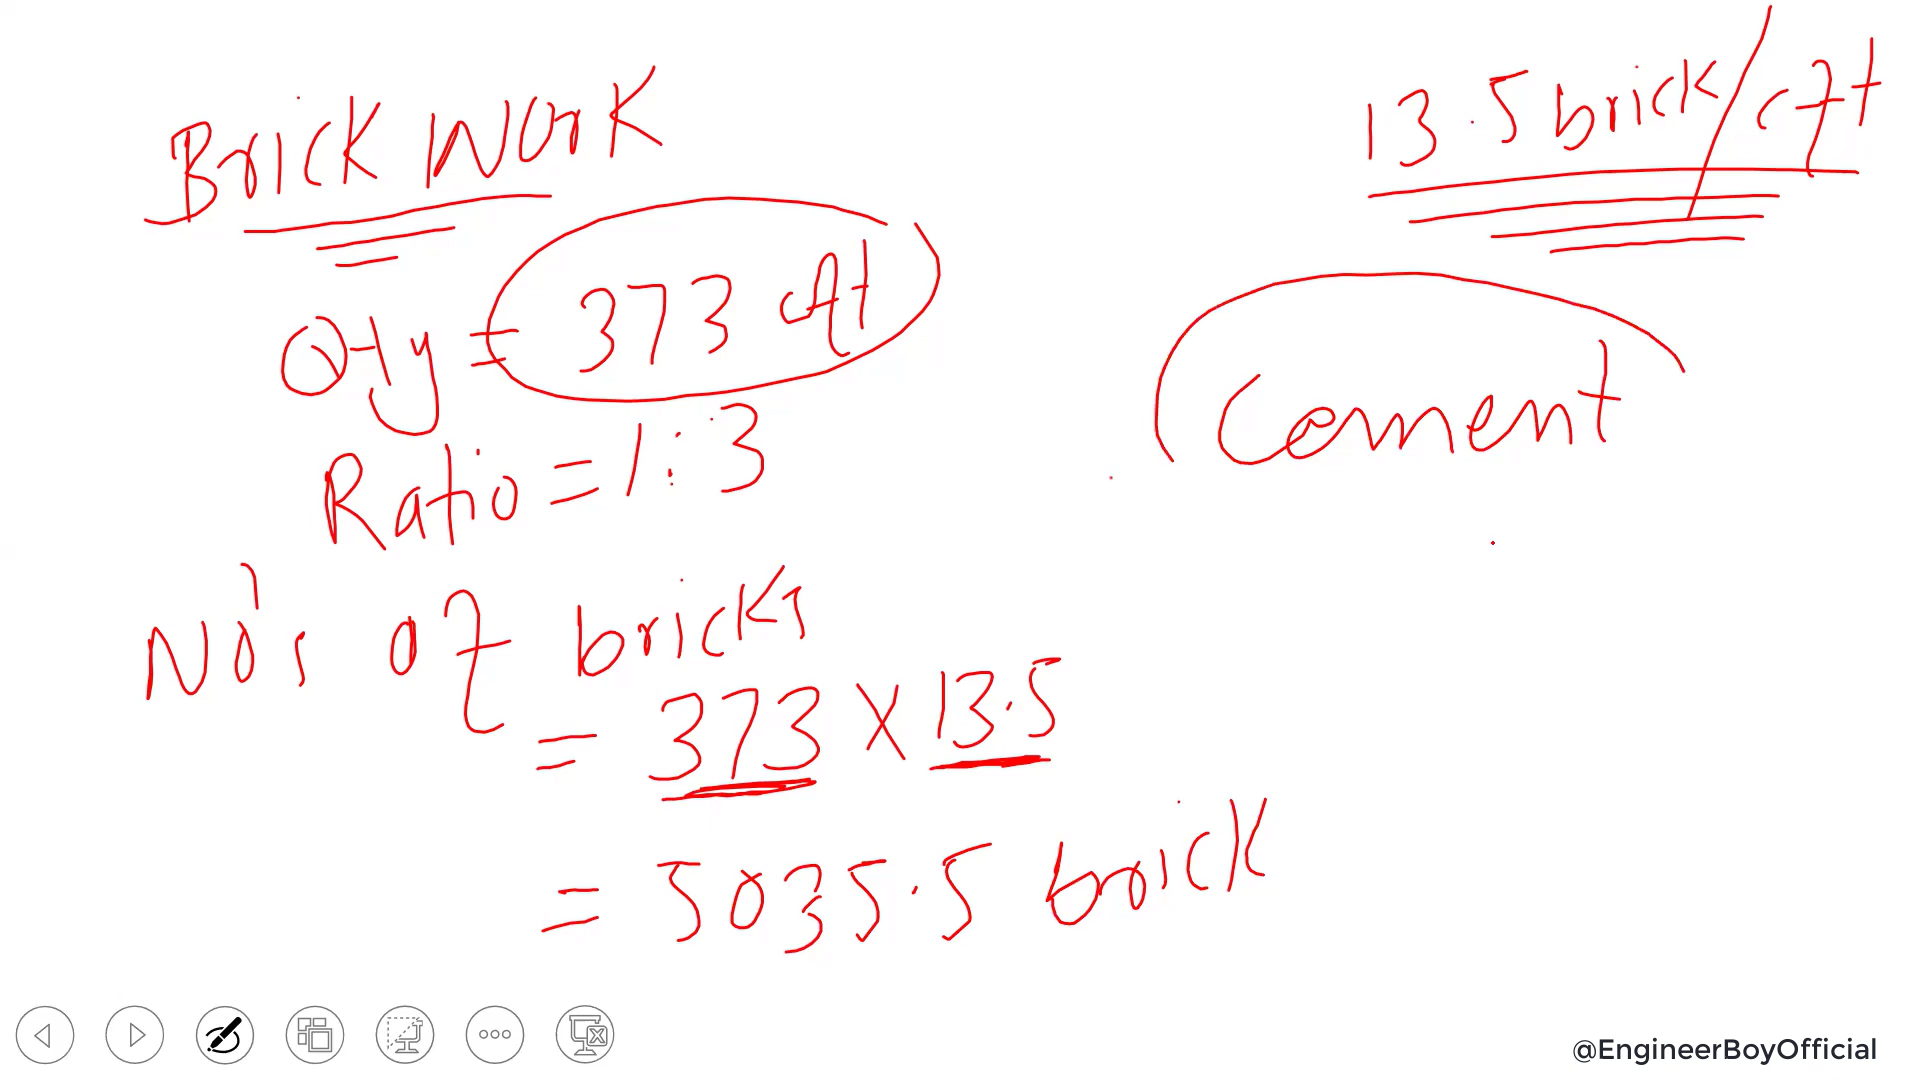 Brick Work
Qty = 373 cft
Ratio = 1:3
No's of bricks
= 373 x 13.5
= 5035.5 brick
13.5 brick/cft
Cement
@EngineerBoyOfficial